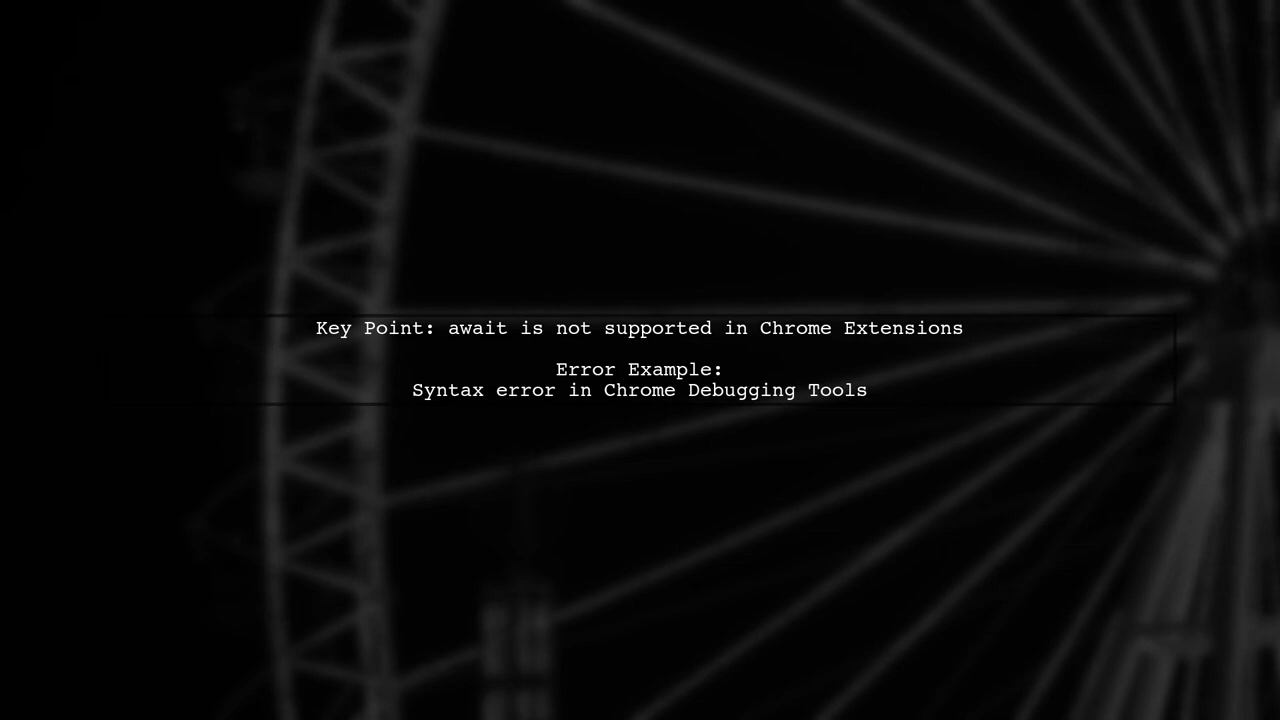 Key Point: await is not supported in Chrome Extensions
Error Example:
Syntax error in Chrome Debugging Tools